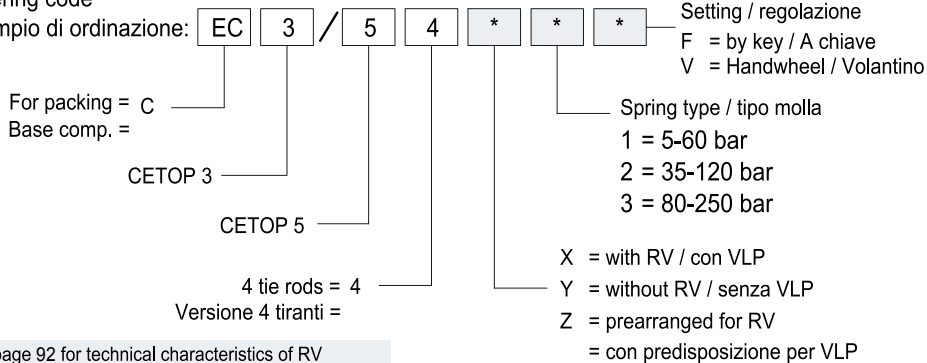 code
di ordinazione: EC 3 / 5 4 * * *
Setting / regolazione
F = by key / A chiave
V = Handwheel / Volantino
For packing = C
Base comp. =
Spring type / tipo molla
1 = 5-60 bar
2 = 35-120 bar
3 = 80-250 bar
CETOP 3
CETOP 5
4 tie rods = 4
Versione 4 tiranti =
X = with RV / con VLP
Y = without RV / senza VLP
Z = prearranged for RV
= con predisposizione per VLP
page 92 for technical characteristics of RV